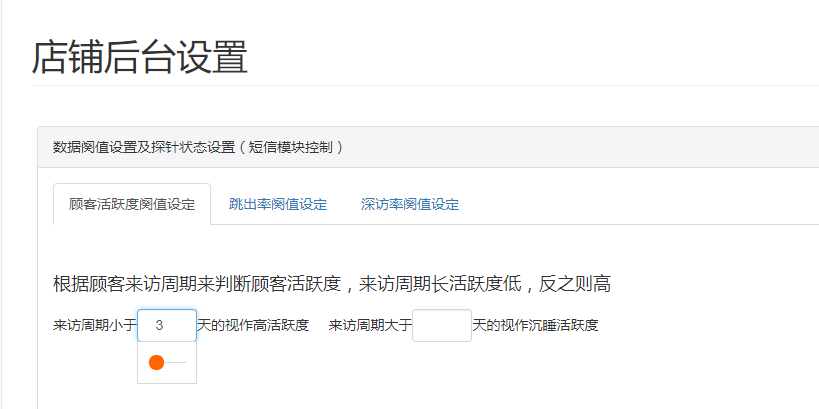 店铺后台设置
数据阅值设置及探针状态设置（短信模块控制）
顾客活跃度阅值设定 跳出率阅值设定 深访率阅值设定
根据顾客来访周期来判断顾客活跃度，来访周期长活跃度低，反之则高
来访周期小于 3 天的视作高活跃度 来访周期大于 天的视作沉睡活跃度